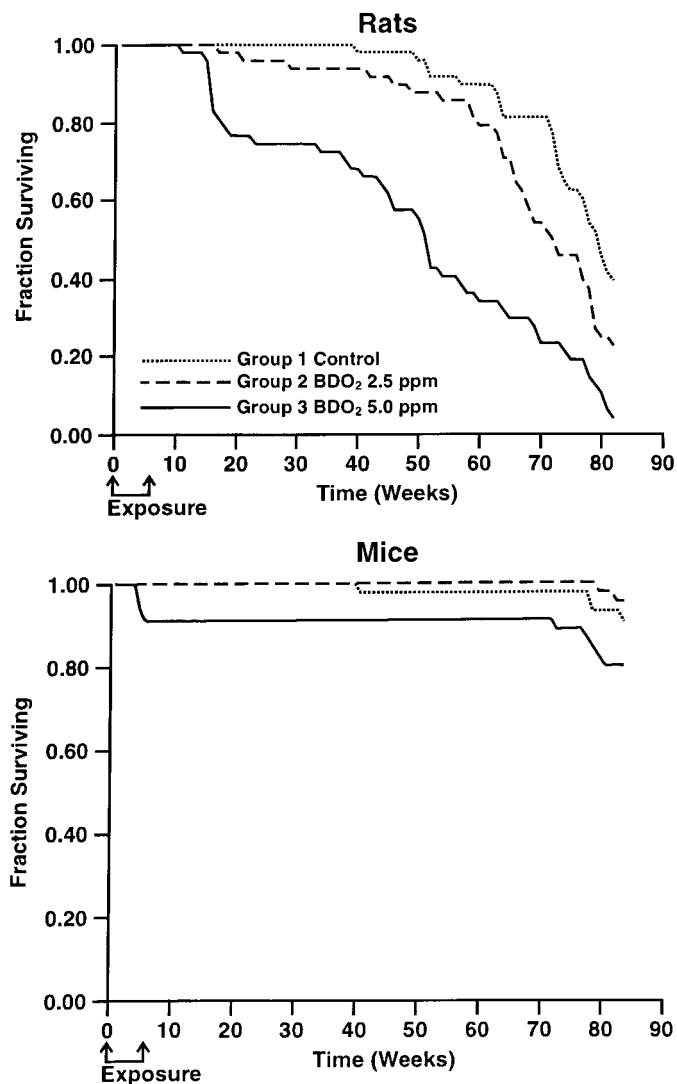 Rats
Fraction Surviving
1.00
0.80
0.60
0.40
0.20
0.00
Group 1 Control
Group 2 BDO₂ 2.5 ppm
Group 3 BDO₂ 5.0 ppm
0 10 20 30 40 50 60 70 80 90
Time (Weeks)
Exposure
Mice
Fraction Surviving
1.00
0.80
0.60
0.40
0.20
0.00
0 10 20 30 40 50 60 70 80 90
Time (Weeks)
Exposure